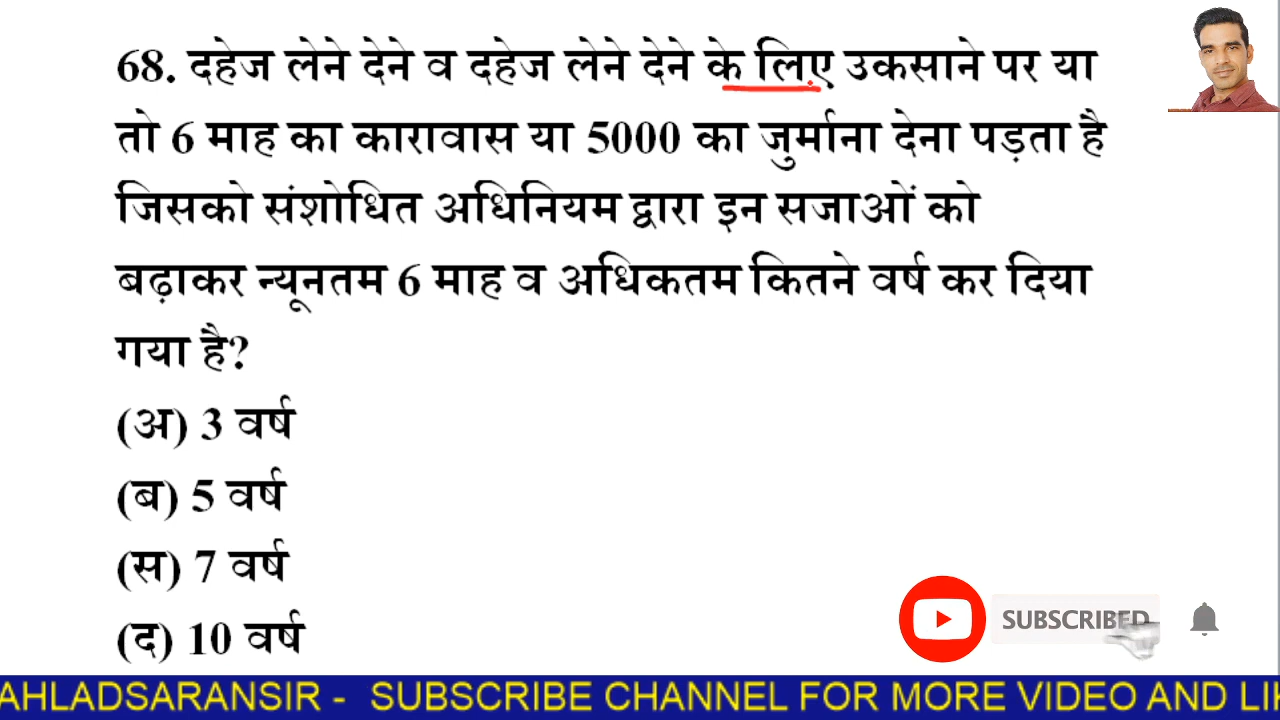 68. दहेज लेने देने व दहेज लेने देने के लिए उकसाने पर या
तो 6 माह का कारावास या 5000 का जुर्माना देना पड़ता है
जिसको संशोधित अधिनियम द्वारा इन सजाओं को
बढ़ाकर न्यूनतम 6 माह व अधिकतम कितने वर्ष कर दिया
गया है?
(अ) 3 वर्ष
(ब) 5 वर्ष
(स) 7 वर्ष
(द) 10 वर्ष
SUBSCRIBED
AHLADSARANSIR - SUBSCRIBE CHANNEL FOR MORE VIDEO AND LI